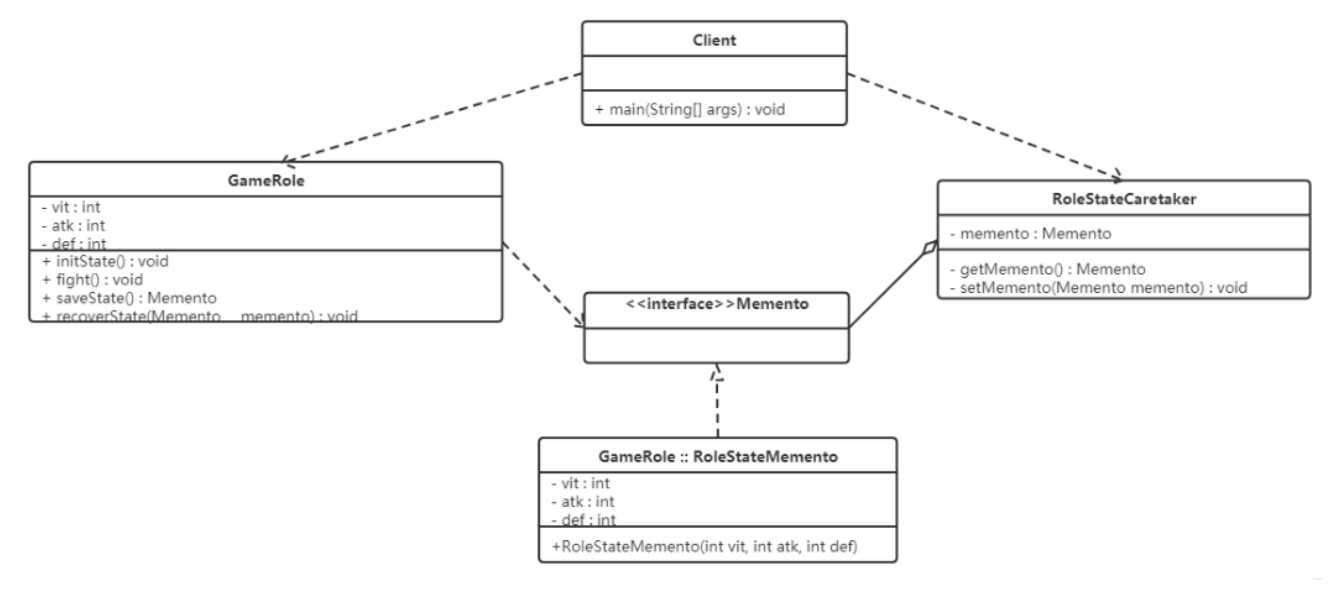 Client
+ main(String[] args) : void
GameRole
- vit : int
- atk : int
- def : int
+ initState() : void
+ fight() : void
+ saveState() : Memento
+ recoverState(Memento memento) : void
RoleStateCaretaker
- memento : Memento
- getMemento() : Memento
- setMemento(Memento memento) : void
<<interface>>Memento
GameRole :: RoleStateMemento
- vit : int
- atk : int
- def : int
+RoleStateMemento(int vit, int atk, int def)